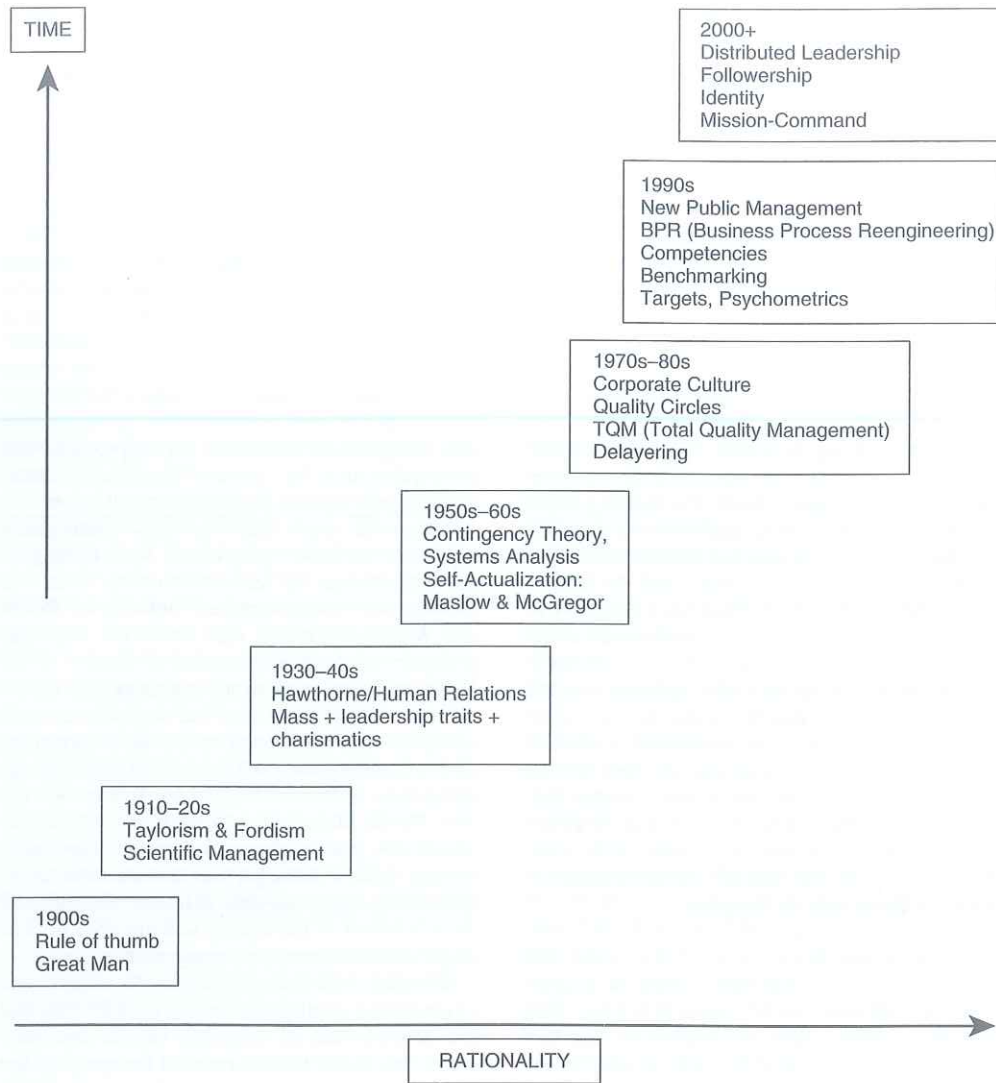 TIME
2000+
Distributed Leadership
Followership
Identity
Mission-Command
1990s
New Public Management
BPR (Business Process Reengineering)
Competencies
Benchmarking
Targets, Psychometrics
1970s–80s
Corporate Culture
Quality Circles
TQM (Total Quality Management)
Delayering
1950s–60s
Contingency Theory,
Systems Analysis
Self-Actualization:
Maslow & McGregor
1930–40s
Hawthorne/Human Relations
Mass + leadership traits +
charismatics
1910–20s
Taylorism & Fordism
Scientific Management
1900s
Rule of thumb
Great Man
RATIONALITY